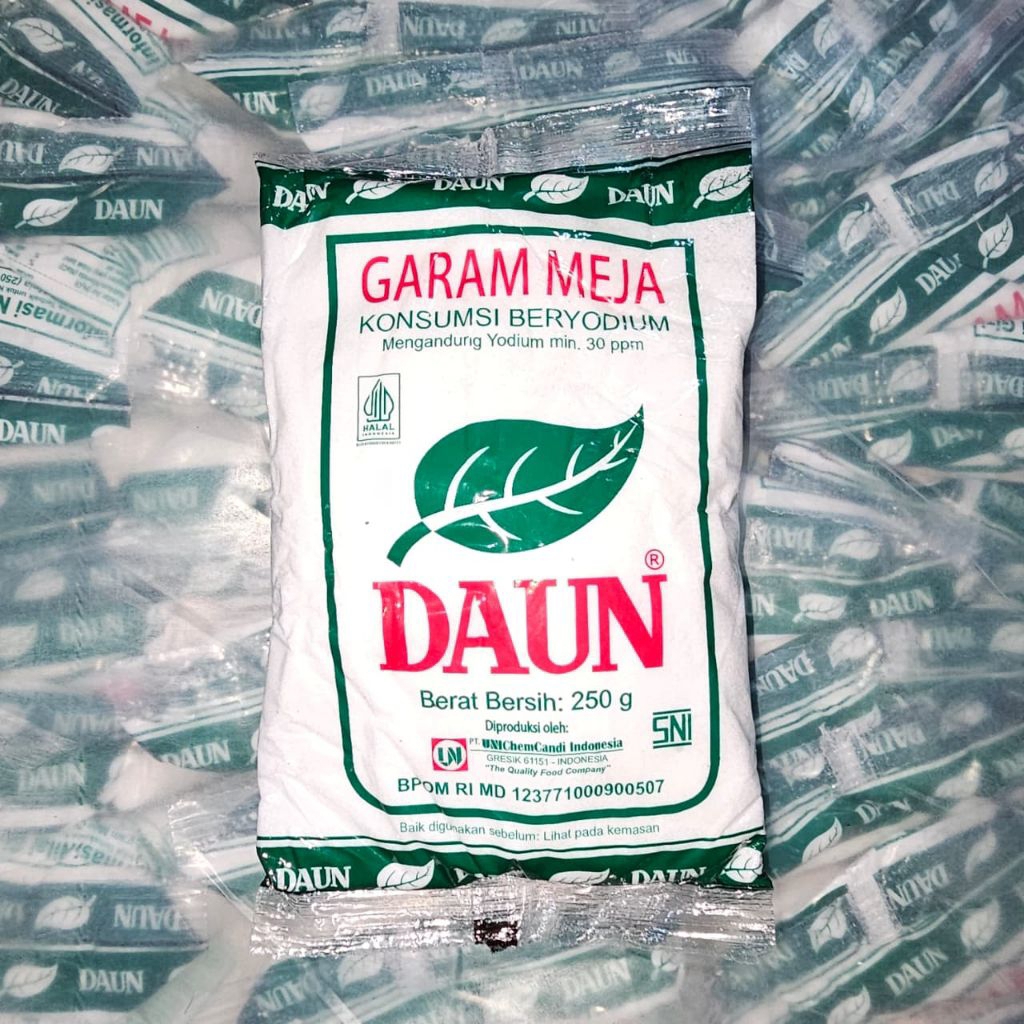 DAUN DAUN DAUN
GARAM MEJA
KONSUMSI BERYODIUM
Mengandung Yodium min. 30 ppm
HALAL
INDONESIA
DAUN®
Berat Bersih: 250 g
Diproduksi oleh:
UN PT. UNIChemCandi Indonesia
SNI
GRESIK 61151 - INDONESIA
"The Quality Food Company"
BPOM RI MD 123771000900507
Baik digunakan sebelum: Lihat pada kemasan
DAUN DAUN